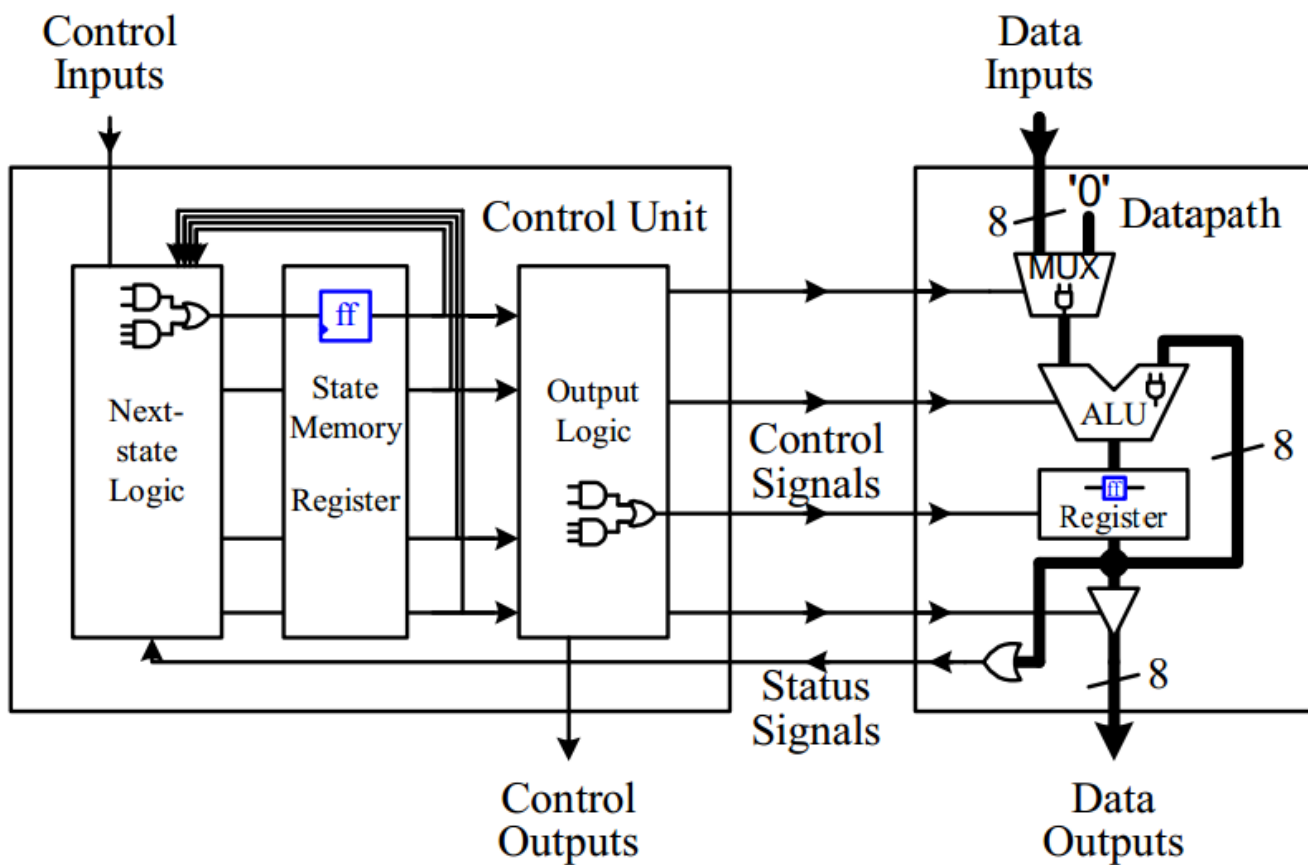 Control
Inputs
Data
Inputs
Control Unit
8
'0'
Datapath
MUX
ff
Next-
state
Logic
State
Memory
Register
Output
Logic
ALU
Control
Signals
8
ff
Register
Status
Signals
8
Control
Outputs
Data
Outputs